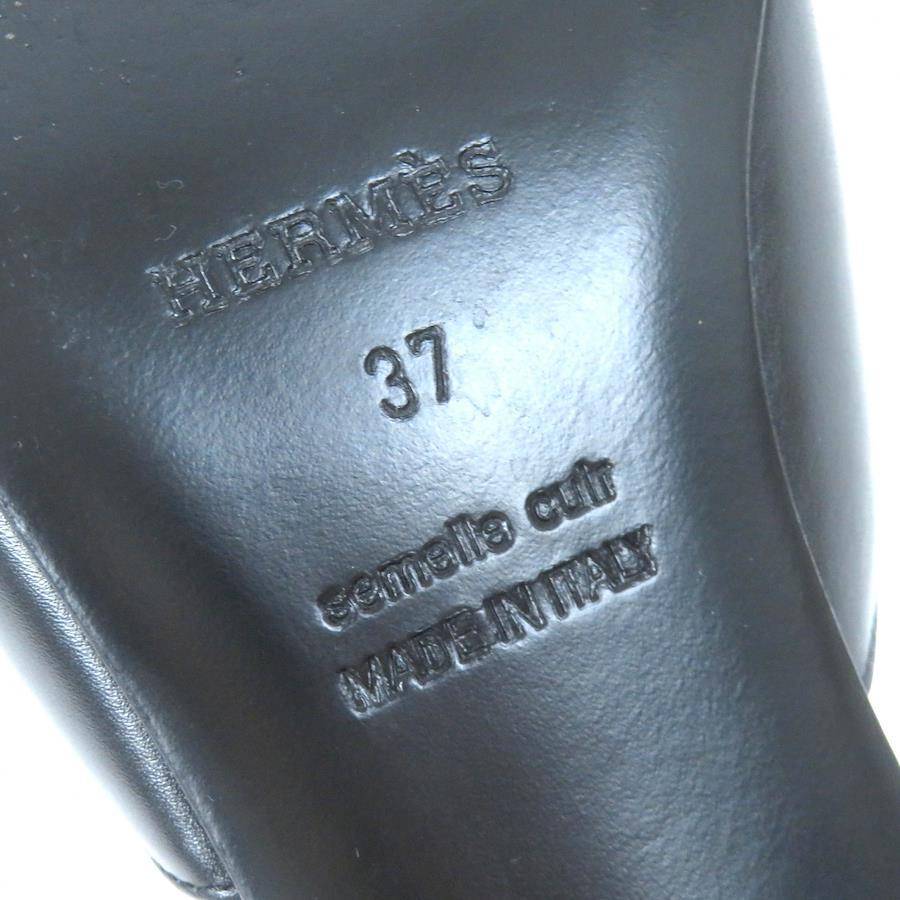 HERMÈS
37
semelle cuir
MADE IN ITALY